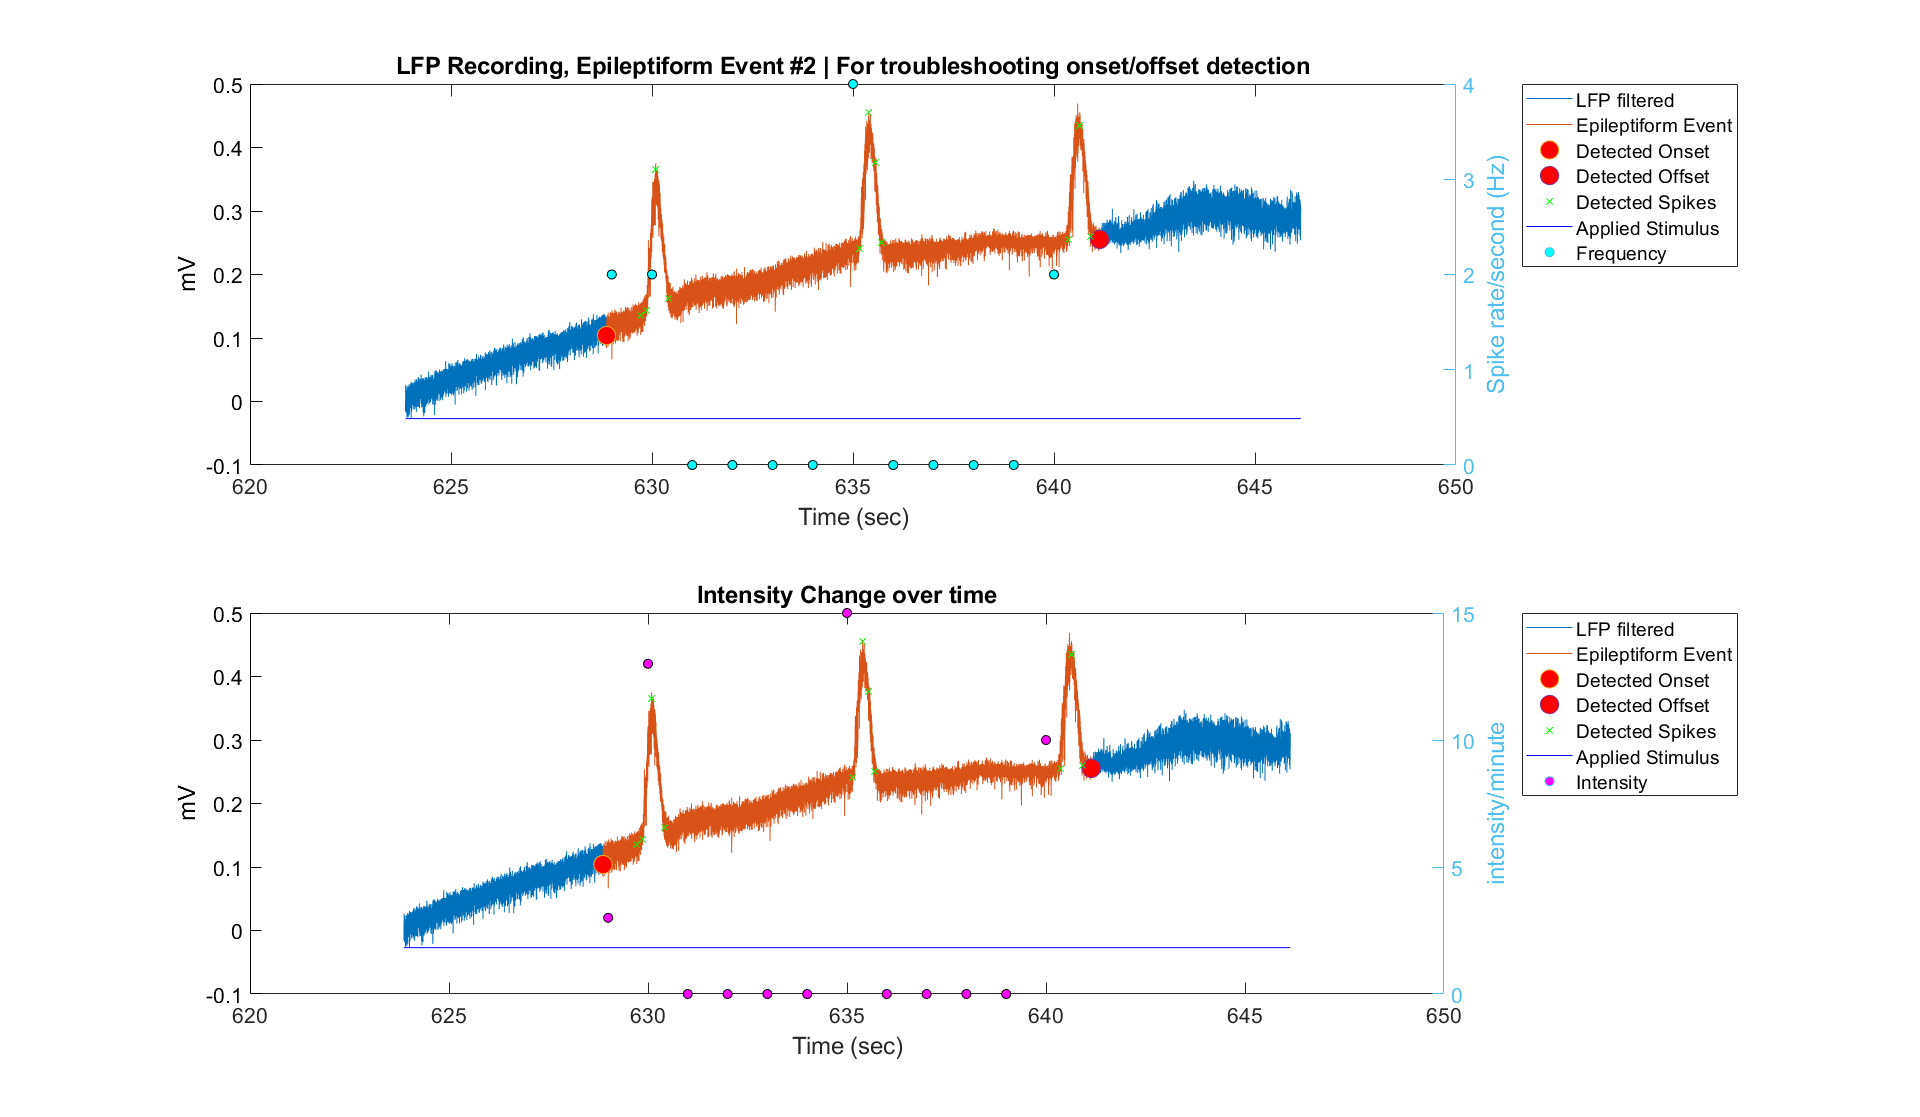 LFP Recording, Epileptiform Event #2 | For troubleshooting onset/offset detection
0.5
0.4
0.3
0.2
0.1
0
-0.1
mV
620
625
630
635
640
645
650
Time (sec)
4
3
2
1
0
Spike rate/second (Hz)
LFP filtered
Epileptiform Event
Detected Onset
Detected Offset
Detected Spikes
Applied Stimulus
Frequency
Intensity Change over time
0.5
0.4
0.3
0.2
0.1
0
-0.1
mV
620
625
630
635
640
645
650
Time (sec)
15
10
5
0
intensity/minute
LFP filtered
Epileptiform Event
Detected Onset
Detected Offset
Detected Spikes
Applied Stimulus
Intensity